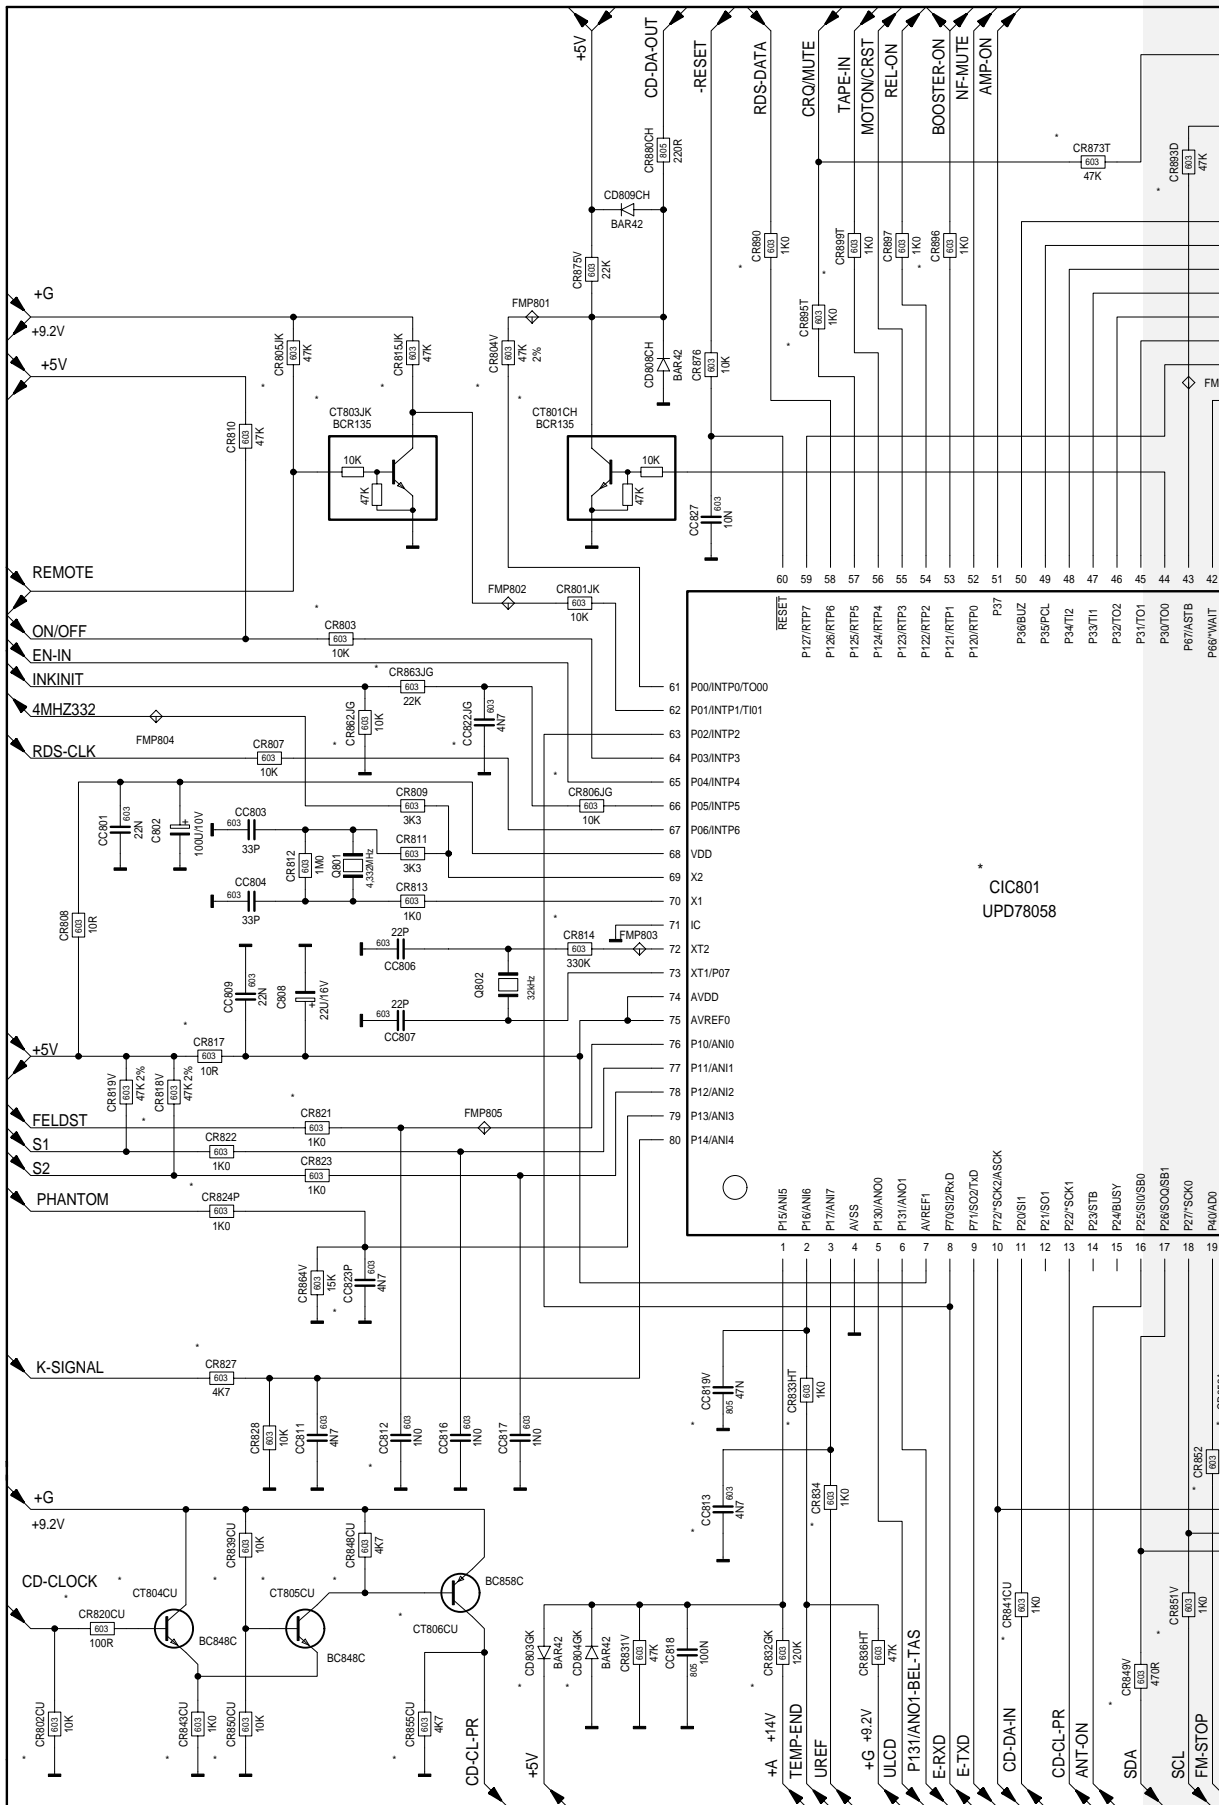 +5V
CD-DA-OUT
-RESET
RDS-DATA
CRQ/MUTE
TAPE-IN
MOTON/CRST
REL-ON
BOOSTER-ON
NF-MUTE
AMP-ON
CR880CH
805
220R
CR873T
603
47K
CR893D
603
47K
CD809CH
BAR42
CR875V
603
22K
CR890
603
1K0
CR899T
603
1K0
CR897
603
1K0
CR896
603
1K0
+G
+9.2V
+5V
FMP801
CR895T
603
1K0
CR805JK
603
47K
CR815JK
603
47K
CR804V
603
47K
2%
CD808CH
BAR42
CR876
603
10K
FM
CR810
603
47K
CT803JK
BCR135
10K
47K
CT801CH
BCR135
10K
47K
CC827
603
10N
REMOTE
ON/OFF
EN-IN
INKINIT
4MHZ332
RDS-CLK
FMP802
CR801JK
603
10K
CR803
603
10K
CR863JG
603
22K
CR862JG
603
10K
CC822JG
603
4N7
FMP804
CR807
603
10K
CR806JG
603
10K
60 59 58 57 56 55 54 53 52 51 50 49 48 47 46 45 44 43 42
RESET
P127/RTP7
P126/RTP6
P125/RTP5
P124/RTP4
P123/RTP3
P122/RTP2
P121/RTP1
P120/RTP0
P37
P36/BUZ
P35/PCL
P34/TI2
P33/TI1
P32/TO2
P31/TO1
P30/TO0
P67/ASTB
P66/*WAIT
61 P00/INTP0/TO00
62 P01/INTP1/TI01
63 P02/INTP2
64 P03/INTP3
65 P04/INTP4
66 P05/INTP5
67 P06/INTP6
68 VDD
69 X2
70 X1
71 IC
72 XT2
73 XT1/P07
74 AVDD
75 AVREF0
76 P10/ANI0
77 P11/ANI1
78 P12/ANI2
79 P13/ANI3
80 P14/ANI4
*
CIC801
UPD78058
CC801
603
22N
C802
+
100U/10V
CC803
603
33P
CR812
603
1M0
Q801
4,332MHz
CR809
603
3K3
CR811
603
3K3
CC804
603
33P
CR813
603
1K0
CR808
603
10R
CC809
603
22N
C808
+
22U/16V
22P
603
CC806
CR814
603
330K
FMP803
Q802
32kHz
22P
603
CC807
+5V
CR817
603
10R
CR819V
603
47K 2%
CR818V
603
47K 2%
FELDST
CR821
603
1K0
FMP805
S1
CR822
603
1K0
S2
CR823
603
1K0
PHANTOM
CR824P
603
1K0
P15/ANI5
P16/ANI6
P17/ANI7
AVSS
P130/ANO0
P131/ANO1
AVREF1
P70/SI2/RxD
P71/SO2/TxD
P72/*SCK2/ASCK
P20/SI1
P21/SO1
P22/*SCK1
P23/STB
P24/BUSY
P25/SI0/SB0
P26/SOQ/SB1
P27/*SCK0
P40/AD0
1 2 3 4 5 6 7 8 9 10 11 12 13 14 15 16 17 18 19
CR864V
603
15K
CC823P
603
4N7
K-SIGNAL
CR827
603
4K7
CR828
603
10K
CC811
603
4N7
CC812
603
1N0
CC816
603
1N0
CC817
603
1N0
CC819V
805
47N
CR833HT
603
1K0
CC813
603
4N7
CR834
603
1K0
CR852
603
+G
+9.2V
CR839CU
603
10K
CR848CU
603
4K7
CD-CLOCK
CT804CU
CT805CU
BC858C
CR820CU
603
100R
BC848C
BC848C
CT806CU
CR802CU
603
10K
CR843CU
603
1K0
CR850CU
603
10K
CR855CU
603
4K7
CD803GK
BAR42
CD804GK
BAR42
CR831V
603
47K
CC818
805
100N
CR832GK
603
120K
CR836HT
603
47K
CR841CU
603
1K0
CR849V
603
470R
CR851V
603
1K0
CD-CL-PR
+5V
+A +14V
TEMP-END
UREF
+G +9.2V
ULCD
P131/ANO1-BEL-TAS
E-RXD
E-TXD
CD-DA-IN
CD-CL-PR
ANT-ON
SDA
SCL
FM-STOP